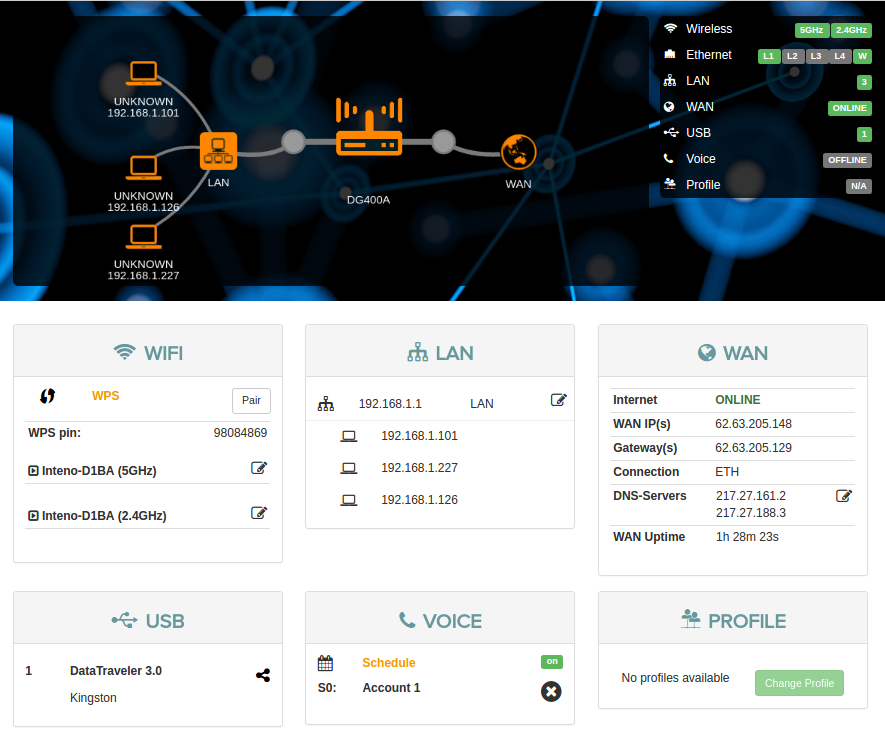 UNKNOWN
192.168.1.101
UNKNOWN
192.168.1.126
UNKNOWN
192.168.1.227
LAN
DG400A
WAN
Wireless 5GHz 2.4GHz
Ethernet L1 L2 L3 L4 W
LAN 3
WAN ONLINE
USB 1
Voice OFFLINE
Profile N/A
WIFI
WPS Pair
WPS pin: 98084869
Inteno-D1BA (5GHz)
Inteno-D1BA (2.4GHz)
LAN
192.168.1.1 LAN
192.168.1.101
192.168.1.227
192.168.1.126
WAN
Internet ONLINE
WAN IP(s) 62.63.205.148
Gateway(s) 62.63.205.129
Connection ETH
DNS-Servers 217.27.161.2
217.27.188.3
WAN Uptime 1h 28m 23s
USB
1 DataTraveler 3.0
Kingston
VOICE
Schedule on
S0: Account 1
PROFILE
No profiles available Change Profile